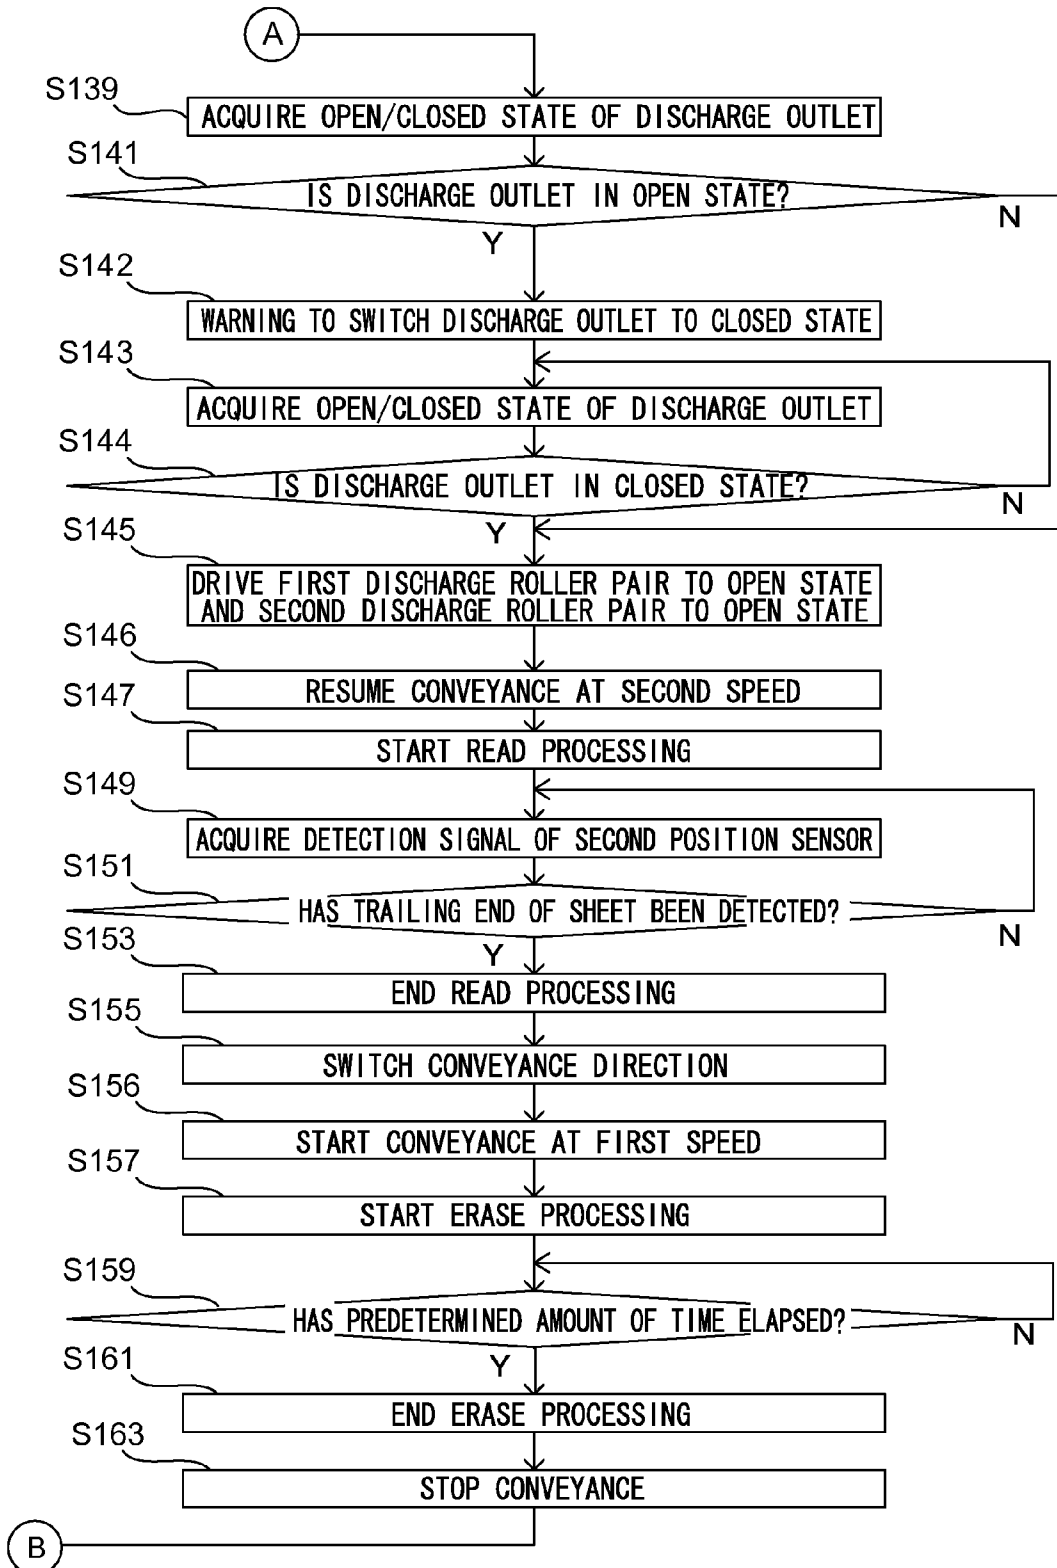 A
S139
ACQUIRE OPEN/CLOSED STATE OF DISCHARGE OUTLET
S141
IS DISCHARGE OUTLET IN OPEN STATE?
N
Y
S142
WARNING TO SWITCH DISCHARGE OUTLET TO CLOSED STATE
S143
ACQUIRE OPEN/CLOSED STATE OF DISCHARGE OUTLET
S144
IS DISCHARGE OUTLET IN CLOSED STATE?
N
Y
S145
DRIVE FIRST DISCHARGE ROLLER PAIR TO OPEN STATE
AND SECOND DISCHARGE ROLLER PAIR TO OPEN STATE
S146
RESUME CONVEYANCE AT SECOND SPEED
S147
START READ PROCESSING
S149
ACQUIRE DETECTION SIGNAL OF SECOND POSITION SENSOR
S151
HAS TRAILING END OF SHEET BEEN DETECTED?
N
Y
S153
END READ PROCESSING
S155
SWITCH CONVEYANCE DIRECTION
S156
START CONVEYANCE AT FIRST SPEED
S157
START ERASE PROCESSING
S159
HAS PREDETERMINED AMOUNT OF TIME ELAPSED?
N
Y
S161
END ERASE PROCESSING
S163
STOP CONVEYANCE
B